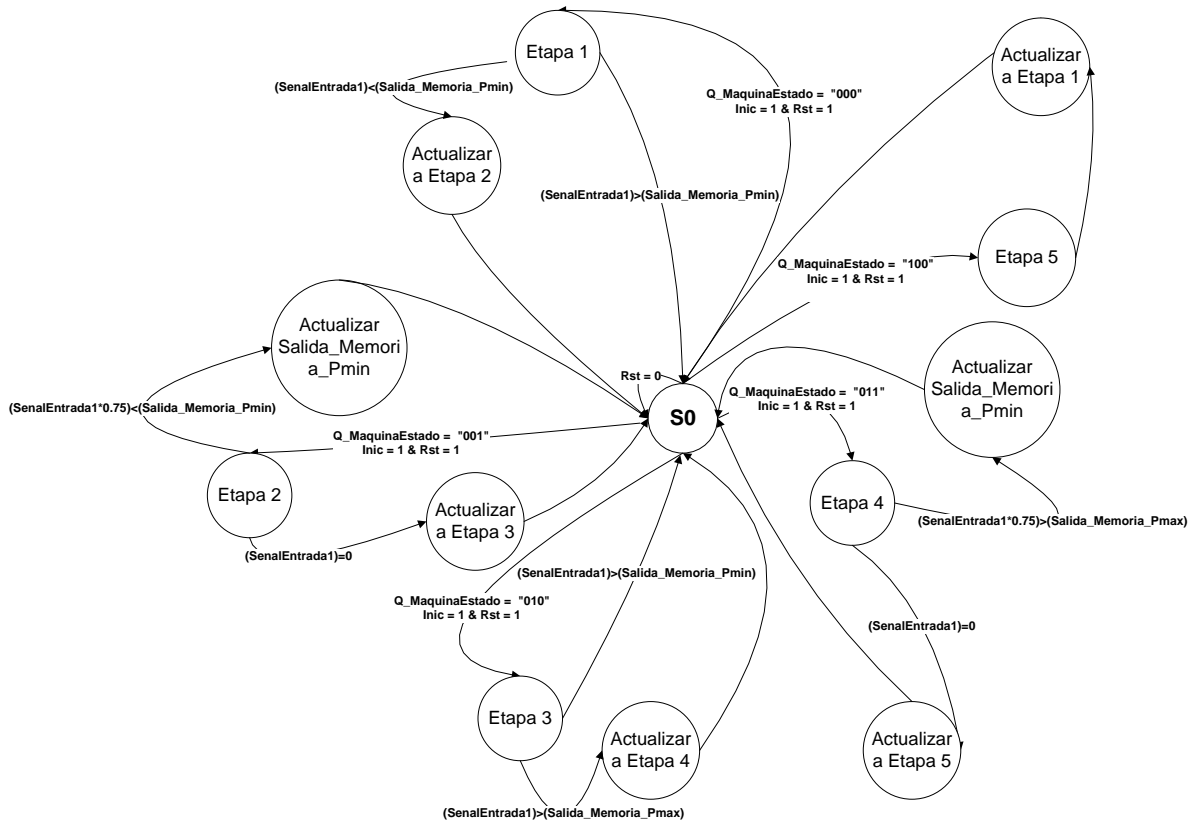 Etapa 1
Actualizar
a Etapa 1
(SenalEntrada1)<(Salida_Memoria_Pmin)
Q_MaquinaEstado = "000"
Inic = 1 & Rst = 1
Actualizar
a Etapa 2
(SenalEntrada1)>(Salida_Memoria_Pmin)
Etapa 5
Q_MaquinaEstado = "100"
Inic = 1 & Rst = 1
Actualizar
Salida_Memori
a_Pmin
Actualizar
Salida_Memori
a_Pmin
Rst = 0
Q_MaquinaEstado = "011"
Inic = 1 & Rst = 1
(SenalEntrada1*0.75)<(Salida_Memoria_Pmin)
S0
Q_MaquinaEstado = "001"
Inic = 1 & Rst = 1
Etapa 2
Actualizar
a Etapa 3
Etapa 4
(SenalEntrada1*0.75)>(Salida_Memoria_Pmax)
(SenalEntrada1)=0
(SenalEntrada1)>(Salida_Memoria_Pmin)
Q_MaquinaEstado = "010"
Inic = 1 & Rst = 1
(SenalEntrada1)=0
Etapa 3
Actualizar
a Etapa 4
Actualizar
a Etapa 5
(SenalEntrada1)>(Salida_Memoria_Pmax)